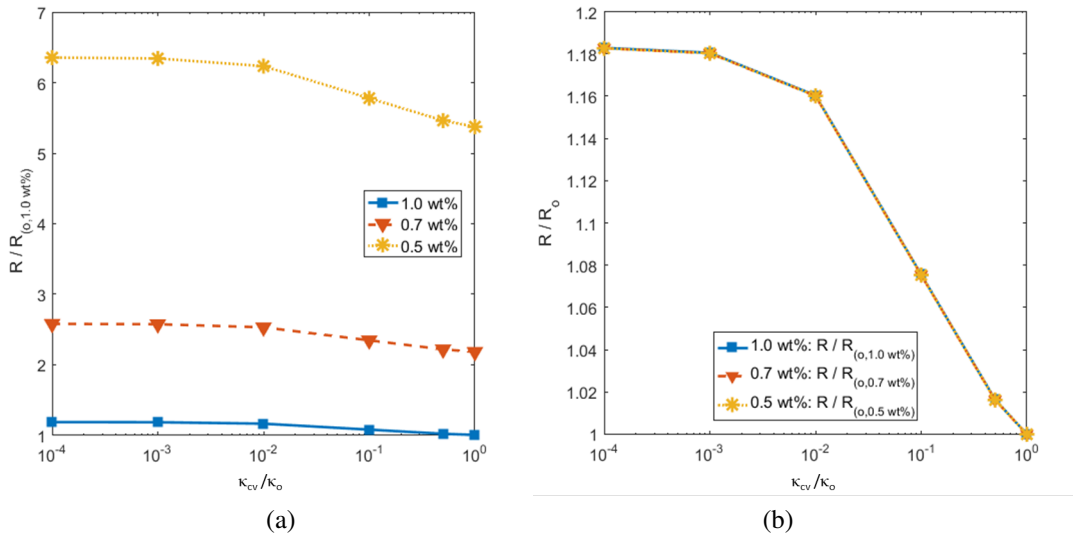 7
6
5
4
3
2
1
R / R(o,1.0 wt%)
1.0 wt%
0.7 wt%
0.5 wt%
10^-4
10^-3
10^-2
10^-1
10^0
κcv/κo
(a)
1.2
1.18
1.16
1.14
1.12
1.1
1.08
1.06
1.04
1.02
1
R / Ro
1.0 wt%: R / R(o,1.0 wt%)
0.7 wt%: R / R(o,0.7 wt%)
0.5 wt%: R / R(o,0.5 wt%)
10^-4
10^-3
10^-2
10^-1
10^0
κcv/κo
(b)